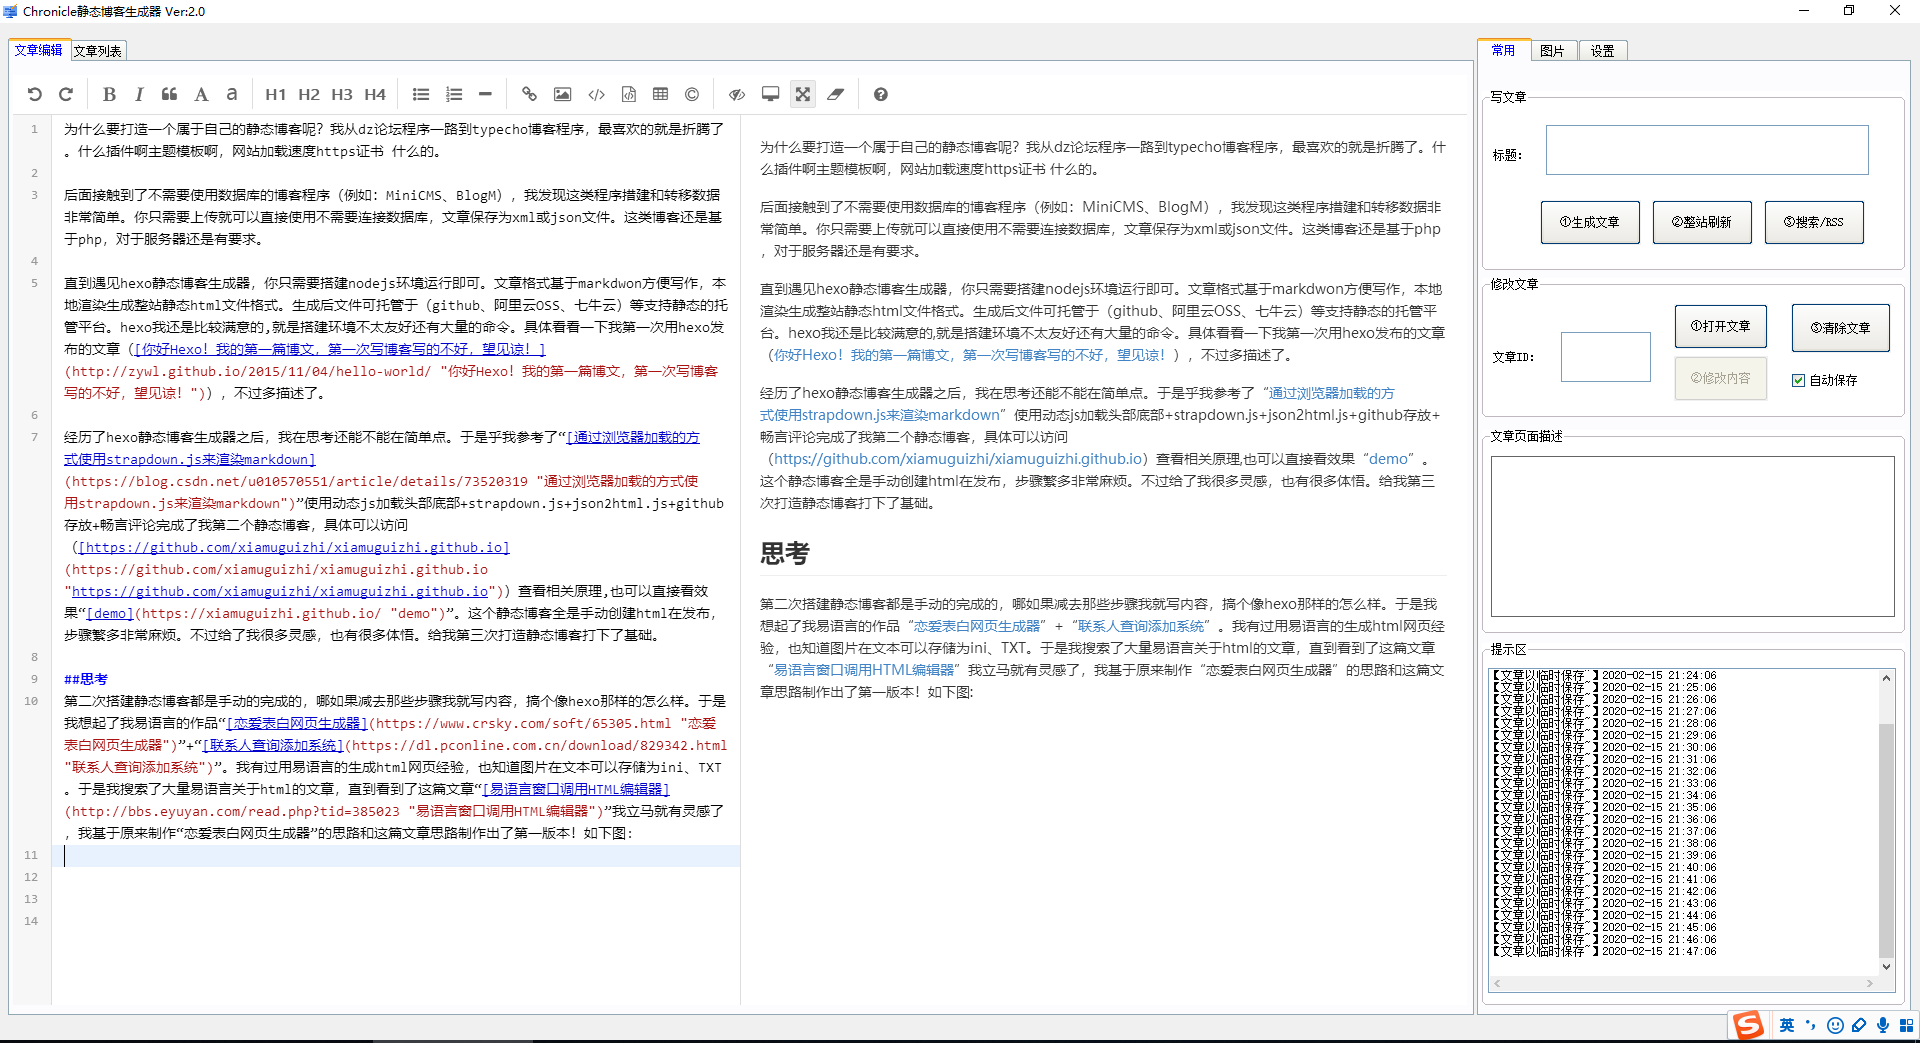 Chronicle静态博客生成器 Ver:2.0
文章编辑 文章列表
B I A a H1 H2 H3 H4
1 为什么要打造一个属于自己的静态博客呢？我从dz论坛程序一路到typecho博客程序，最喜欢的就是折腾了
。什么插件啊主题模板啊，网站加载速度https证书 什么的。
2
3 后面接触到了不需要使用数据库的博客程序（例如：MiniCMS、BlogM），我发现这类程序措建和转移数据
非常简单。你只需要上传就可以直接使用不需要连接数据库，文章保存为xml或json文件。这类博客还是基
于php，对于服务器还是有要求。
4
5 直到遇见hexo静态博客生成器，你只需要搭建nodejs环境运行即可。文章格式基于markdwon方便写作，本
地渲染生成整站静态html文件格式。生成后文件可托管于（github、阿里云OSS、七牛云）等支持静态的托
管平台。hexo我还是比较满意的,就是搭建环境不太友好还有大量的命令。具体看看一下我第一次用hexo发
布的文章（[你好Hexo！我的第一篇博文，第一次写博客写的不好，望见谅！]
(http://zywl.github.io/2015/11/04/hello-world/ "你好Hexo！我的第一篇博文，第一次写博客
写的不好，望见谅！")），不过多描述了。
6
7 经历了hexo静态博客生成器之后，我在思考还能不能在简单点。于是乎我参考了“[通过浏览器加载的方
式使用strapdown.js来渲染markdown]
(https://blog.csdn.net/u010570551/article/details/73520319 "通过浏览器加载的方式使
用strapdown.js来渲染markdown")”使用动态js加载头部底部+strapdown.js+json2html.js+github
存放+畅言评论完成了我第二个静态博客，具体可以访问
（[https://github.com/xiamuguizhi/xiamuguizhi.github.io]
(https://github.com/xiamuguizhi/xiamuguizhi.github.io
"https://github.com/xiamuguizhi/xiamuguizhi.github.io")）查看相关原理,也可以直接看效
果“[demo](https://xiamuguizhi.github.io/ "demo")”。这个静态博客全是手动创建html在发布，
步骤繁多非常麻烦。不过给了我很多灵感，也有很多体悟。给我第三次打造静态博客打下了基础。
8
9 ##思考
10 第二次搭建静态博客都是手动的完成的，哪如果减去那些步骤我就写内容，搞个像hexo那样的怎么样。于是
我想起了我易语言的作品“[恋爱表白网页生成器](https://www.crsky.com/soft/65305.html "恋爱
表白网页生成器")”+“[联系人查询添加系统](https://dl.pconline.com.cn/download/829342.html
"联系人查询添加系统")”。我有过用易语言的生成html网页经验，也知道图片在文本可以存储为ini、TXT
。于是我搜索了大量易语言关于html的文章，直到看到了这篇文章“[易语言窗口调用HTML编辑器]
(http://bbs.eyuyan.com/read.php?tid=385023 "易语言窗口调用HTML编辑器")”我立马就有灵感了
，我基于原来制作“恋爱表白网页生成器”的思路和这篇文章思路制作出了第一版本！如下图：
11
12
13
14
为什么要打造一个属于自己的静态博客呢？我从dz论坛程序一路到typecho博客程序，最喜欢的就是折腾了。什
么插件啊主题模板啊，网站加载速度https证书 什么的。
后面接触到了不需要使用数据库的博客程序（例如：MiniCMS、BlogM），我发现这类程序措建和转移数据非
常简单。你只需要上传就可以直接使用不需要连接数据库，文章保存为xml或json文件。这类博客还是基于php
，对于服务器还是有要求。
直到遇见hexo静态博客生成器，你只需要搭建nodejs环境运行即可。文章格式基于markdwon方便写作，本地
渲染生成整站静态html文件格式。生成后文件可托管于（github、阿里云OSS、七牛云）等支持静态的托管平
台。hexo我还是比较满意的,就是搭建环境不太友好还有大量的命令。具体看看一下我第一次用hexo发布的文章
（你好Hexo！我的第一篇博文，第一次写博客写的不好，望见谅！），不过多描述了。
经历了hexo静态博客生成器之后，我在思考还能不能在简单点。于是乎我参考了“通过浏览器加载的方
式使用strapdown.js来渲染markdown”使用动态js加载头部底部+strapdown.js+json2html.js+github存放+
畅言评论完成了我第二个静态博客，具体可以访问
（https://github.com/xiamuguizhi/xiamuguizhi.github.io）查看相关原理,也可以直接看效果“demo”。
这个静态博客全是手动创建html在发布，步骤繁多非常麻烦。不过给了我很多灵感，也有很多体悟。给我第三
次打造静态博客打下了基础。
思考
第二次搭建静态博客都是手动的完成的，哪如果减去那些步骤我就写内容，搞个像hexo那样的怎么样。于是我
想起了我易语言的作品“恋爱表白网页生成器”+“联系人查询添加系统”。我有过用易语言的生成html网页经
验，也知道图片在文本可以存储为ini、TXT。于是我搜索了大量易语言关于html的文章，直到看到了这篇文章
“易语言窗口调用HTML编辑器”我立马就有灵感了，我基于原来制作“恋爱表白网页生成器”的思路和这篇文
章思路制作出了第一版本！如下图:
常用 图片 设置
写文章
标题：
①生成文章 ②整站刷新 ③搜索/RSS
修改文章
文章ID：
①打开文章 ③清除文章
②修改内容 自动保存
文章页面描述
提示区
【文章以临时保存~】2020-02-15 21:24:06
【文章以临时保存~】2020-02-15 21:25:06
【文章以临时保存~】2020-02-15 21:26:06
【文章以临时保存~】2020-02-15 21:27:06
【文章以临时保存~】2020-02-15 21:28:06
【文章以临时保存~】2020-02-15 21:29:06
【文章以临时保存~】2020-02-15 21:30:06
【文章以临时保存~】2020-02-15 21:31:06
【文章以临时保存~】2020-02-15 21:32:06
【文章以临时保存~】2020-02-15 21:33:06
【文章以临时保存~】2020-02-15 21:34:06
【文章以临时保存~】2020-02-15 21:35:06
【文章以临时保存~】2020-02-15 21:36:06
【文章以临时保存~】2020-02-15 21:37:06
【文章以临时保存~】2020-02-15 21:38:06
【文章以临时保存~】2020-02-15 21:39:06
【文章以临时保存~】2020-02-15 21:40:06
【文章以临时保存~】2020-02-15 21:41:06
【文章以临时保存~】2020-02-15 21:42:06
【文章以临时保存~】2020-02-15 21:43:06
【文章以临时保存~】2020-02-15 21:44:06
【文章以临时保存~】2020-02-15 21:45:06
【文章以临时保存~】2020-02-15 21:46:06
【文章以临时保存~】2020-02-15 21:47:06
英